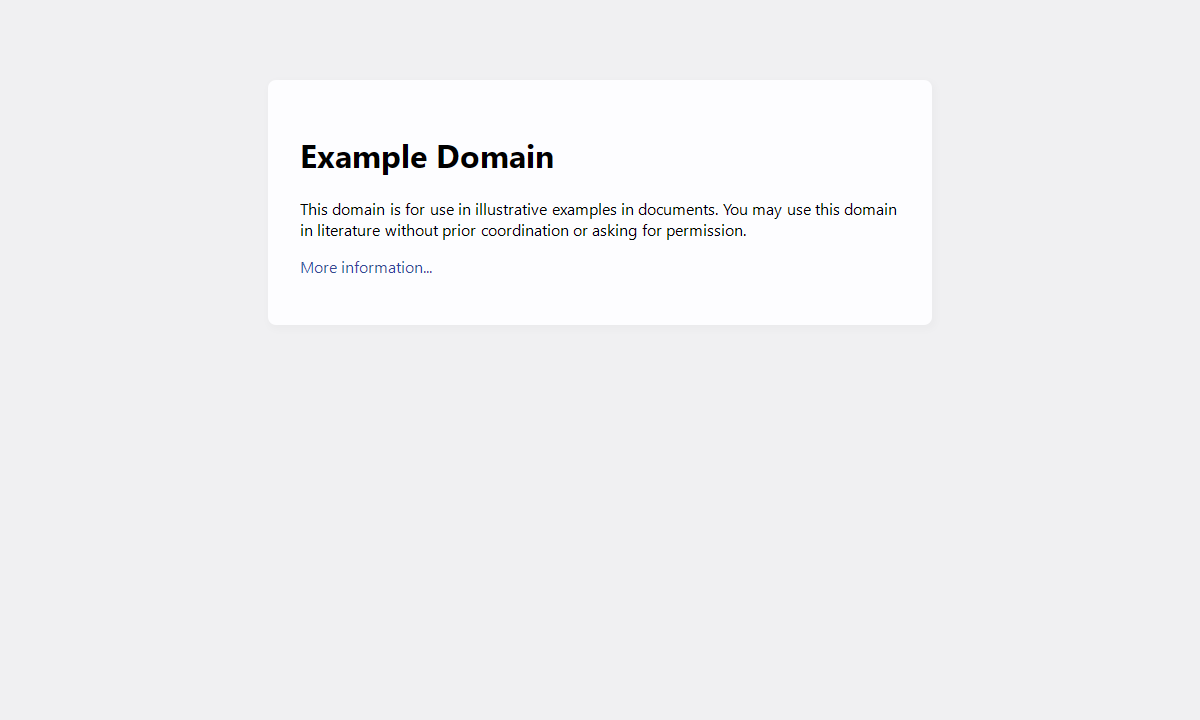 Example Domain
This domain is for use in illustrative examples in documents. You may use this domain
in literature without prior coordination or asking for permission.
More information...